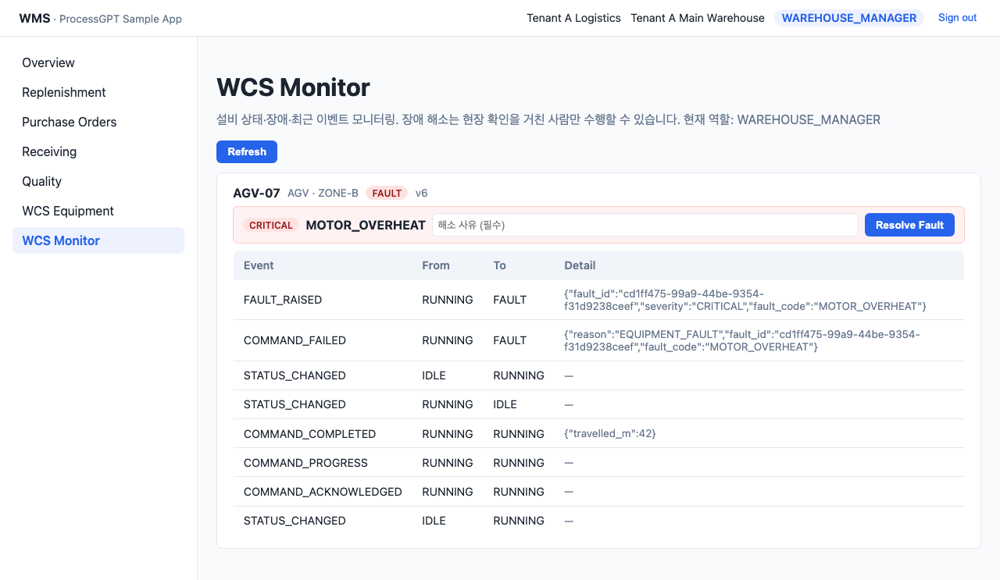 WMS · ProcessGPT Sample App
Tenant A Logistics Tenant A Main Warehouse WAREHOUSE_MANAGER Sign out
Overview
Replenishment
Purchase Orders
Receiving
Quality
WCS Equipment
WCS Monitor
WCS Monitor
설비 상태·장애·최근 이벤트 모니터링. 장애 해소는 현장 확인을 거친 사람만 수행할 수 있습니다. 현재 역할: WAREHOUSE_MANAGER
Refresh
AGV-07 AGV · ZONE-B FAULT v6
CRITICAL MOTOR_OVERHEAT 해소 사유 (필수) Resolve Fault
Event From To Detail
FAULT_RAISED RUNNING FAULT {"fault_id":"cd1ff475-99a9-44be-9354-
f31d9238ceef","severity":"CRITICAL","fault_code":"MOTOR_OVERHEAT"}
COMMAND_FAILED RUNNING FAULT {"reason":"EQUIPMENT_FAULT","fault_id":"cd1ff475-99a9-44be-9354-
f31d9238ceef","fault_code":"MOTOR_OVERHEAT"}
STATUS_CHANGED IDLE RUNNING —
STATUS_CHANGED RUNNING IDLE —
COMMAND_COMPLETED RUNNING RUNNING {"travelled_m":42}
COMMAND_PROGRESS RUNNING RUNNING —
COMMAND_ACKNOWLEDGED RUNNING RUNNING —
STATUS_CHANGED IDLE RUNNING —